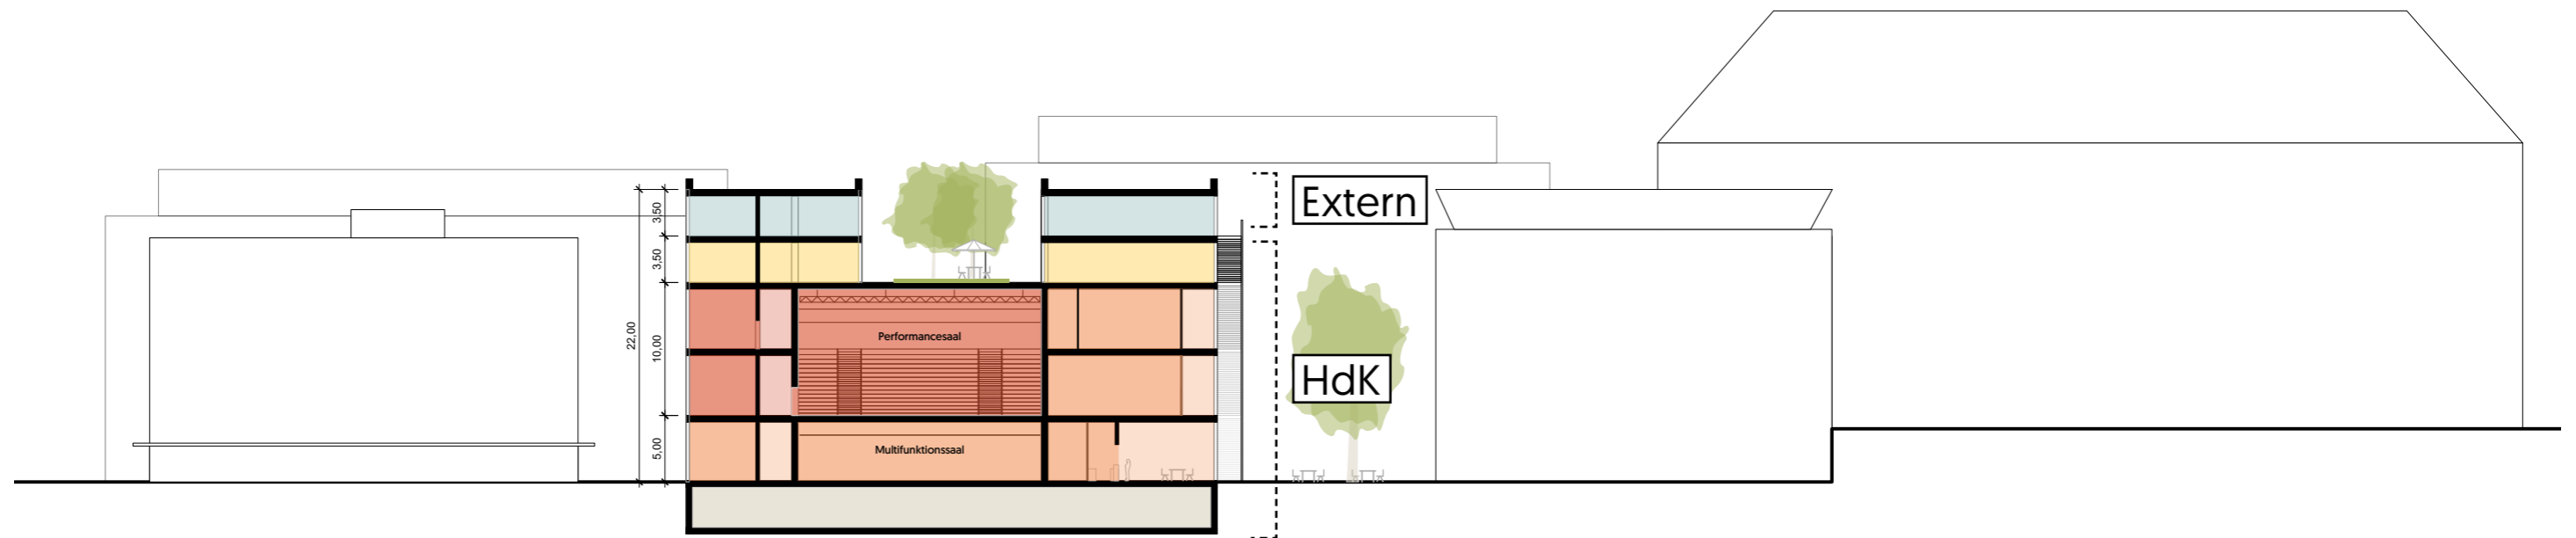 Extern
3,50
3,50
22,00
10,00
Performancesaal
HdK
5,00
Multifunktionssaal